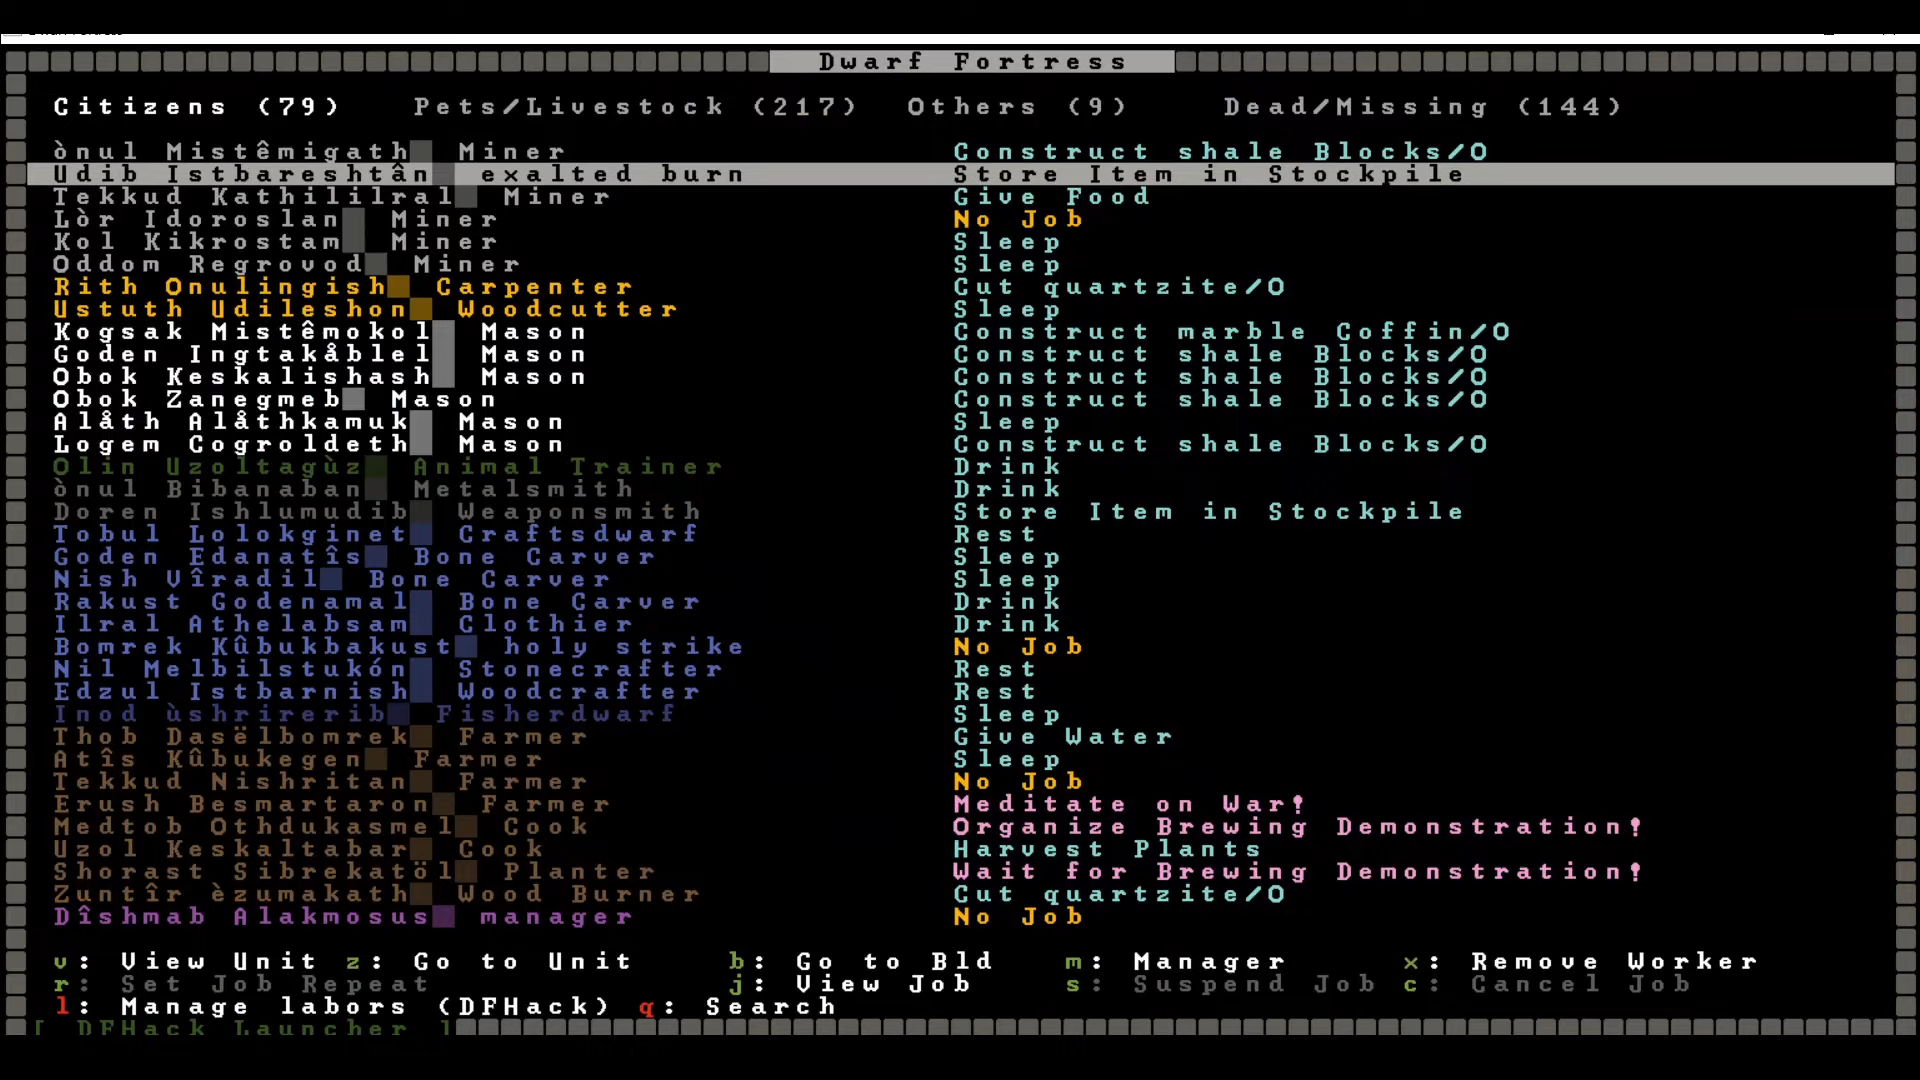 Dwarf Fortress
Citizens (79) Pets/Livestock (217) Others (9) Dead/Missing (144)
ònul Mistêmigath Miner Construct shale Blocks/O
Udib Istbareshtân exalted burn Store Item in Stockpile
Tekkud Kathililral Miner Give Food
Lòr Idoroslan Miner No Job
Kol Kikrostam Miner Sleep
Oddom Regrovod Miner Sleep
Rith Onulingish Carpenter Cut quartzite/O
Ustuth Udileshon Woodcutter Sleep
Kogsak Mistêmokol Mason Construct marble Coffin/O
Goden Ingtakåblel Mason Construct shale Blocks/O
Obok Keskalishash Mason Construct shale Blocks/O
Obok Zanegmeb Mason Construct shale Blocks/O
Alåth Alåthkamuk Mason Sleep
Logem Cogroldeth Mason Construct shale Blocks/O
Olin Uzoltagùz Animal Trainer Drink
ònul Bibanaban Metalsmith Drink
Doren Ishlumudib Weaponsmith Store Item in Stockpile
Tobul Lolokginet Craftsdwarf Rest
Goden Edanatîs Bone Carver Sleep
Nish Vîradil Bone Carver Sleep
Rakust Godenamal Bone Carver Drink
Ilral Athelabsam Clothier Drink
Bomrek Kûbukbakust holy strike No Job
Nil Melbilstukón Stonecrafter Rest
Edzul Istbarnish Woodcrafter Rest
Inod ùshrirerib Fisherdwarf Sleep
Thob Dasëlbomrek Farmer Give Water
Atîs Kûbukegen Farmer Sleep
Tekkud Nishritan Farmer No Job
Erush Besmartaron Farmer Meditate on War!
Medtob Othdukasmel Cook Organize Brewing Demonstration!
Uzol Keskaltabar Cook Harvest Plants
Shorast Sibrekatöl Planter Wait for Brewing Demonstration!
Zuntîr èzumakath Wood Burner Cut quartzite/O
Dîshmab Alakmosus manager No Job
v: View Unit z: Go to Unit b: Go to Bld m: Manager x: Remove Worker
r: Set Job Repeat j: View Job s: Suspend Job c: Cancel Job
l: Manage labors (DFHack) q: Search
[ DFHack Launcher ]